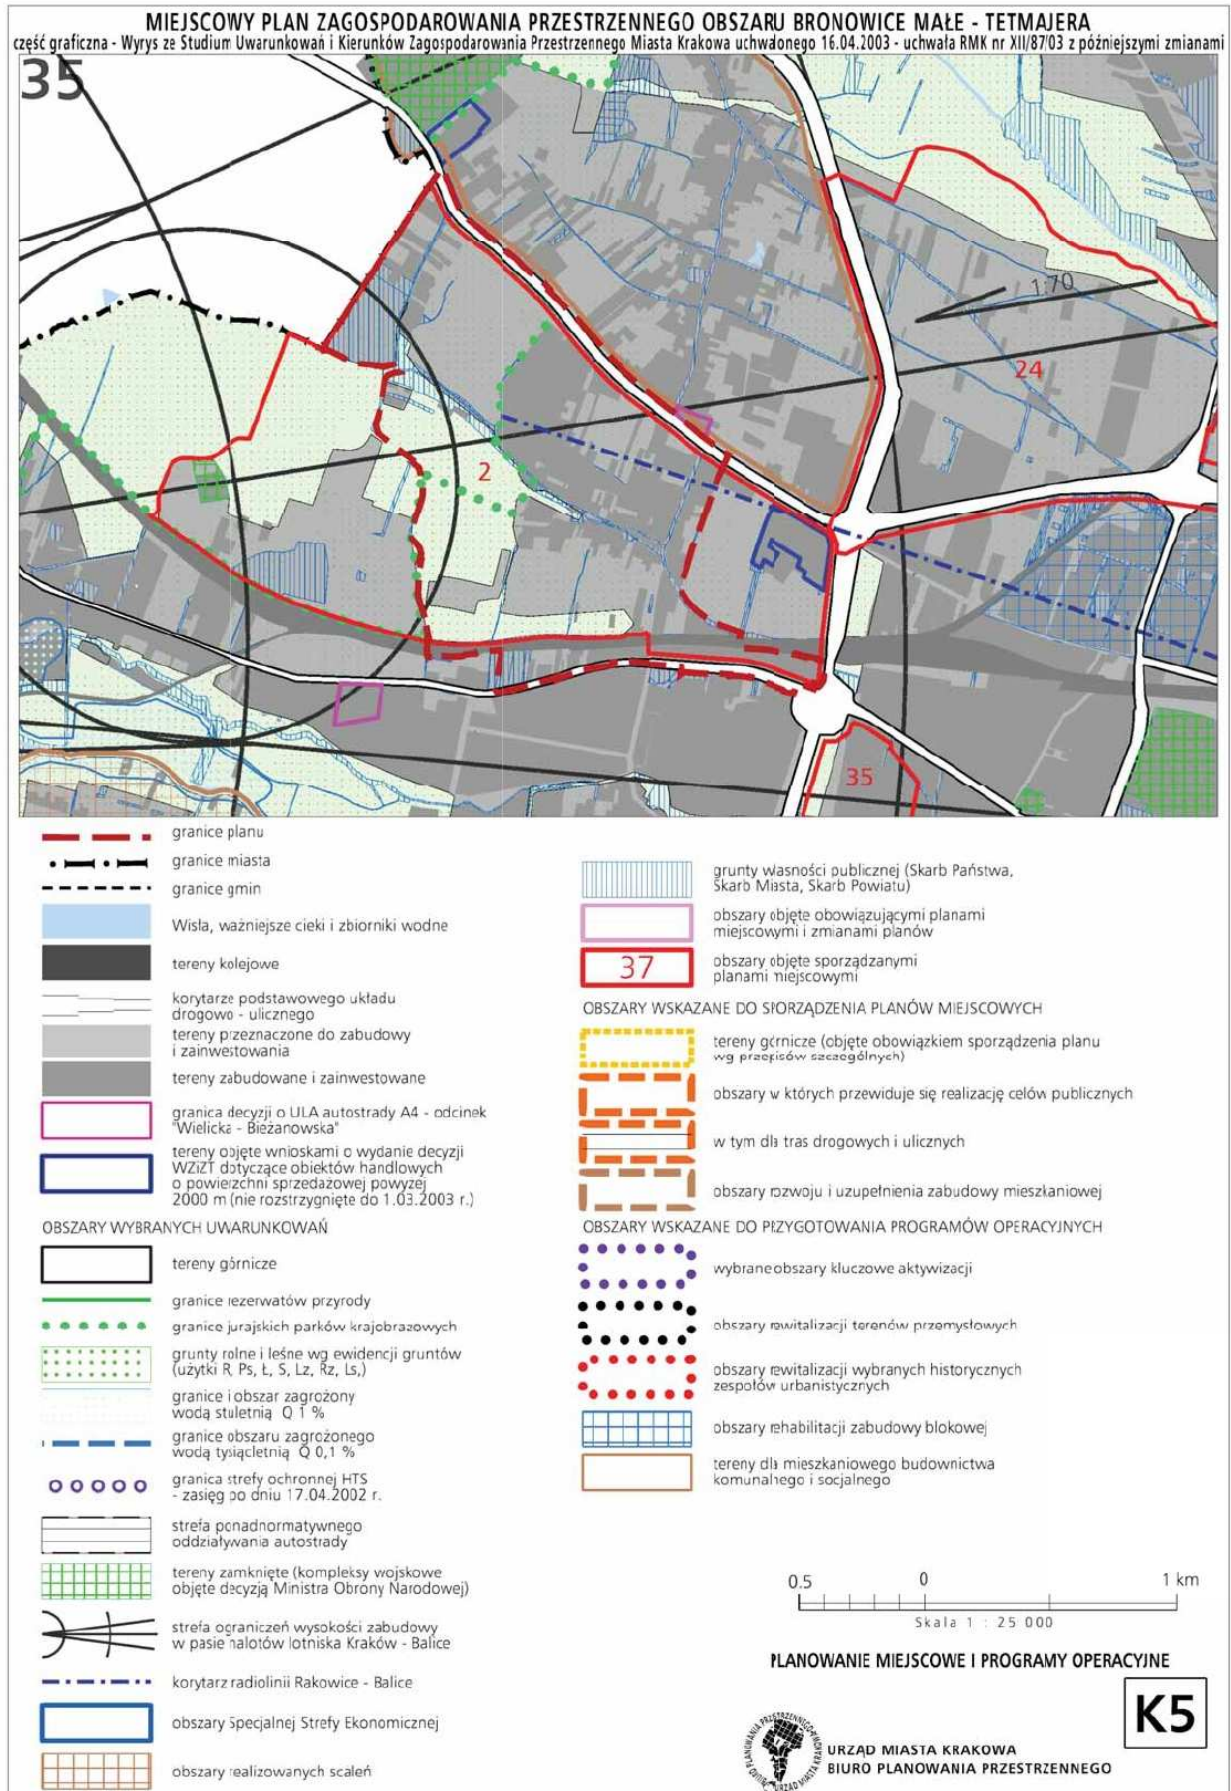 MIEJSCOWY PLAN ZAGOSPODAROWANIA PRZESTRZENNEGO OBSZARU BRONOWICE MAŁE - TETMAJERA
część graficzna - Wyrys ze Studium Uwarunkowań i Kierunków Zagospodarowania Przestrzennego Miasta Krakowa uchwalonego 16.04.2003 - uchwała RMK nr XII/87/03 z późniejszymi zmianami
35
1:70
24
2
35
granice planu
granice miasta
granice gmin
Wisła, ważniejsze cieki i zbiorniki wodne
tereny kolejowe
korytarze podstawowego układu
drogowo - ulicznego
tereny przeznaczone do zabudowy
i zainwestowania
tereny zabudowane i zainwestowane
granica decyzji o ULA autostrady A4 - odcinek
"Wielicka - Bieżanowska"
tereny objęte wnioskami o wydanie decyzji
WZiZT dotyczące obiektów handlowych
o powierzchni sprzedażowej powyżej
2000 m (nie rozstrzygnięte do 1.03.2003 r.)
OBSZARY WYBRANYCH UWARUNKOWAŃ
tereny górnicze
granice rezerwatów przyrody
granice jurajskich parków krajobrazowych
grunty rolne i leśne wg ewidencji gruntów
(użytki R, Ps, Ł, S, Lz, Rz, Ls,)
granice i obszar zagrożony
wodą stuletnią Q 1 %
granice obszaru zagrożonego
wodą tysiącletnią Q 0,1 %
granica strefy ochronnej HTS
- zasięg po dniu 17.04.2002 r.
strefa ponadnormatywnego
oddziaływania autostrady
tereny zamknięte (kompleksy wojskowe
objęte decyzją Ministra Obrony Narodowej)
strefa ograniczeń wysokości zabudowy
w pasie nalotów lotniska Kraków - Balice
korytarz radiolinii Rakowice - Balice
obszary Specjalnej Strefy Ekonomicznej
obszary realizowanych scaleń
grunty własności publicznej (Skarb Państwa,
Skarb Miasta, Skarb Powiatu)
obszary objęte obowiązującymi planami
miejscowymi i zmianami planów
37
obszary objęte sporządzanymi
planami miejscowymi
OBSZARY WSKAZANE DO SPORZĄDZENIA PLANÓW MIEJSCOWYCH
tereny górnicze (objęte obowiązkiem sporządzenia planu
wg przepisów szczególnych)
obszary w których przewiduje się realizację celów publicznych
w tym dla tras drogowych i ulicznych
obszary rozwoju i uzupełnienia zabudowy mieszkaniowej
OBSZARY WSKAZANE DO PRZYGOTOWANIA PROGRAMÓW OPERACYJNYCH
wybrane obszary kluczowe aktywizacji
obszary rewitalizacji terenów przemysłowych
obszary rewitalizacji wybranych historycznych
zespołów urbanistycznych
obszary rehabilitacji zabudowy blokowej
tereny dla mieszkaniowego budownictwa
komunalnego i socjalnego
0.5 0 1 km
Skala 1 : 25 000
PLANOWANIE MIEJSCOWE I PROGRAMY OPERACYJNE
K5
URZĄD MIASTA KRAKOWA
BIURO PLANOWANIA PRZESTRZENNEGO